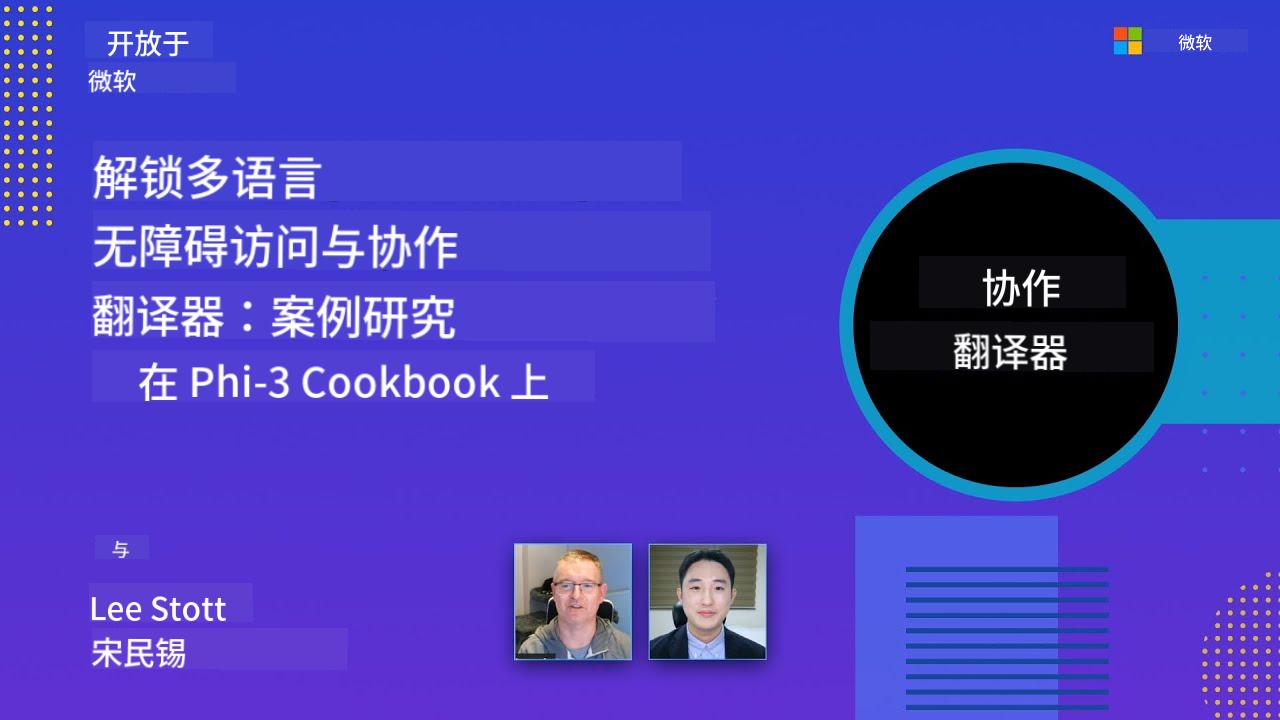 开放于
微软
微软
解锁多语言
无障碍访问与协作
翻译器：案例研究
在 Phi-3 Cookbook 上
协作
翻译器
与
Lee Stott
宋民锡